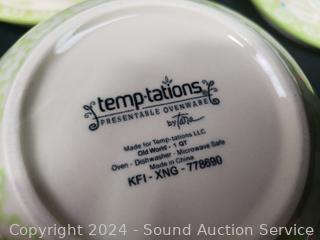 temp-tations
PRESENTABLE OVENWARE
by Tara
Made for Temp-tations LLC
Old World - 1 QT
Oven - Dishwasher - Microwave Safe
Made in China
KFI - XNG - 778690
Copyright 2024 - Sound Auction Service